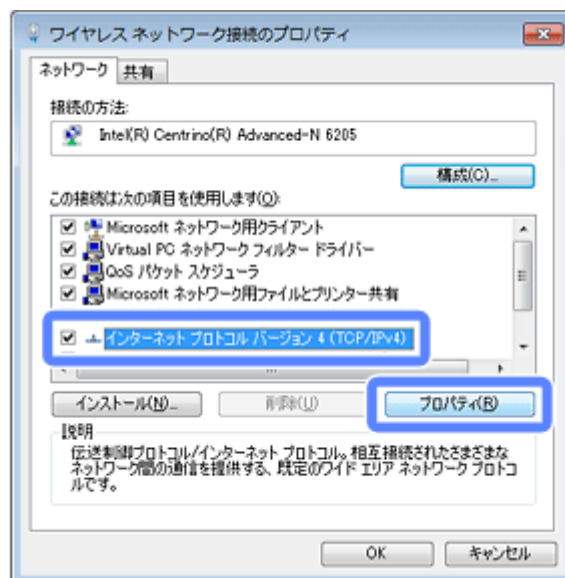 ワイヤレス ネットワーク接続のプロパティ
ネットワーク 共有
接続の方法:
Intel(R) Centrino(R) Advanced-N 6205
構成(C)...
この接続は次の項目を使用します(O):
Microsoft ネットワーク用クライアント
Virtual PC ネットワーク フィルター ドライバー
QoS パケット スケジューラ
Microsoft ネットワーク用ファイルとプリンター共有
インターネット プロトコル バージョン 4 (TCP/IPv4)
インストール(N)... 削除(U) プロパティ(R)
説明
伝送制御プロトコル/インターネット プロトコル。相互接続されたさまざまな
ネットワーク間の通信を提供する、既定のワイド エリア ネットワーク プロトコ
ルです。
OK キャンセル